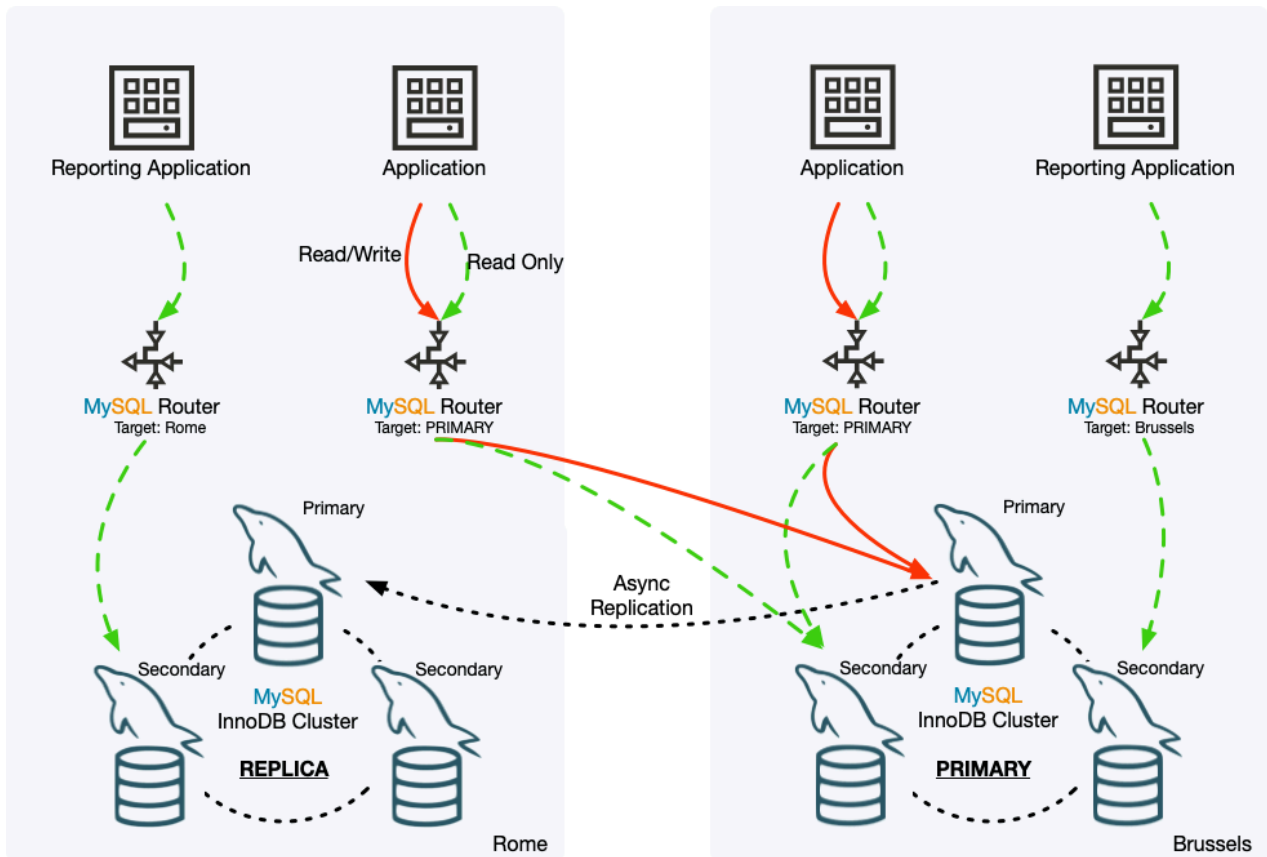 Reporting Application
Application
Application
Reporting Application
Read/Write
Read Only
MySQL Router
Target: Rome
MySQL Router
Target: PRIMARY
MySQL Router
Target: PRIMARY
MySQL Router
Target: Brussels
Primary
Primary
Async
Replication
Secondary
Secondary
MySQL
InnoDB Cluster
REPLICA
Secondary
Secondary
MySQL
InnoDB Cluster
PRIMARY
Rome
Brussels